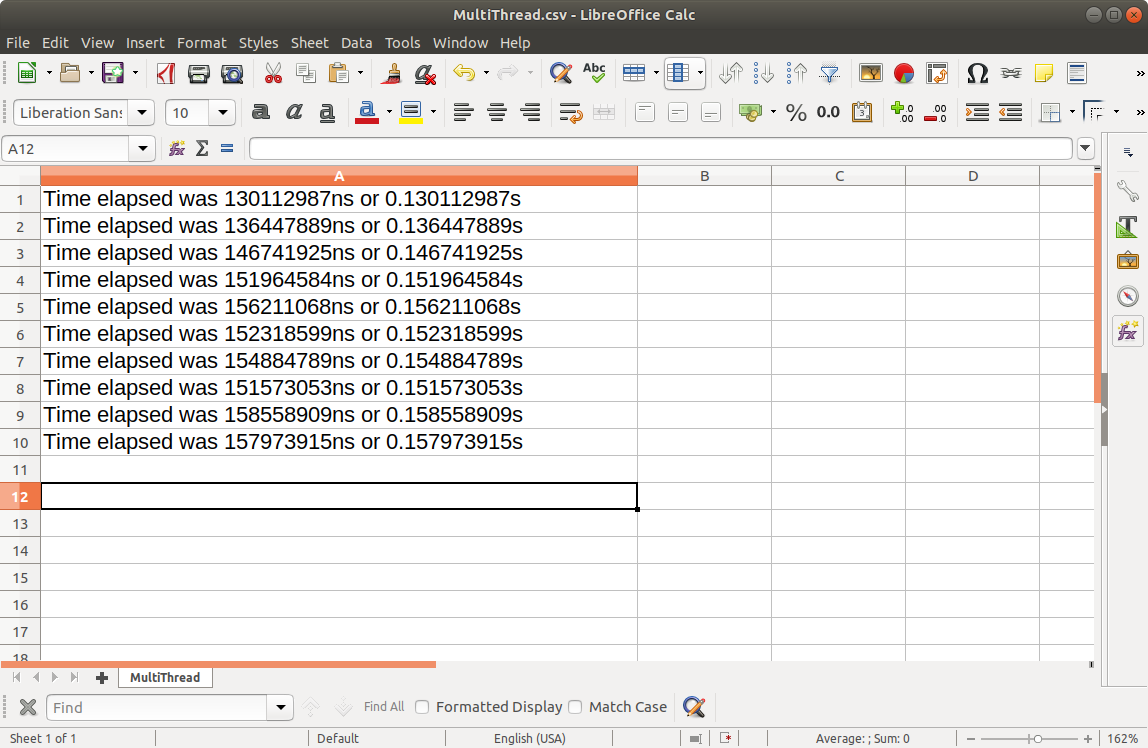 MultiThread.csv - LibreOffice Calc
File Edit View Insert Format Styles Sheet Data Tools Window Help
Abc
Liberation Sans 10 a a a a % 0.0
A12
A B C D
1 Time elapsed was 130112987ns or 0.130112987s
2 Time elapsed was 136447889ns or 0.136447889s
3 Time elapsed was 146741925ns or 0.146741925s
4 Time elapsed was 151964584ns or 0.151964584s
5 Time elapsed was 156211068ns or 0.156211068s
6 Time elapsed was 152318599ns or 0.152318599s
7 Time elapsed was 154884789ns or 0.154884789s
8 Time elapsed was 151573053ns or 0.151573053s
9 Time elapsed was 158558909ns or 0.158558909s
10 Time elapsed was 157973915ns or 0.157973915s
11
12
13
14
15
16
17
18
MultiThread
Find Find All Formatted Display Match Case
Sheet 1 of 1 Default English (USA) Average: ; Sum: 0 162%